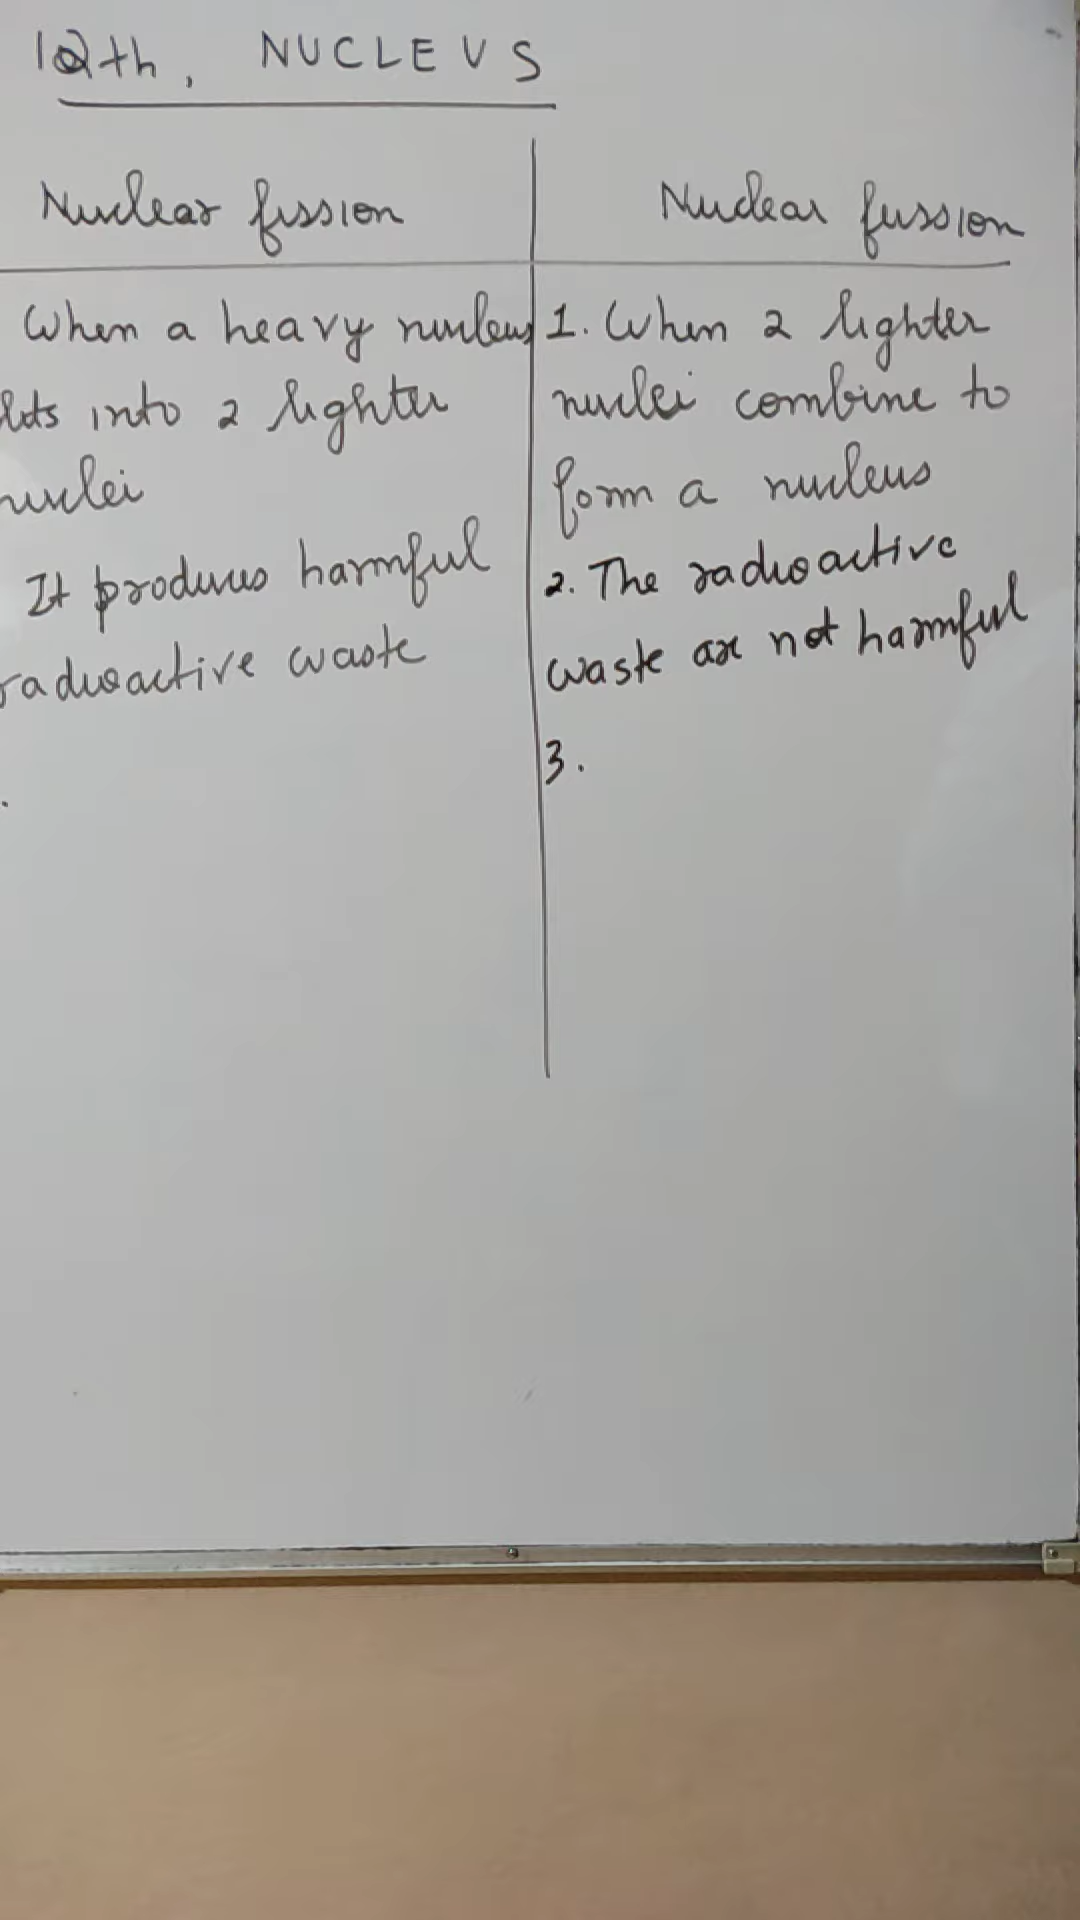 12th, NUCLEUS
Nuclear fission
Nuclear fussion
When a heavy nucleus
into 2 lighter
nuclei
It produces harmful
radioactive waste
.
1. When 2 lighter
nuclei combine to
form a nucleus
2. The radioactive
waste are not harmful
3.